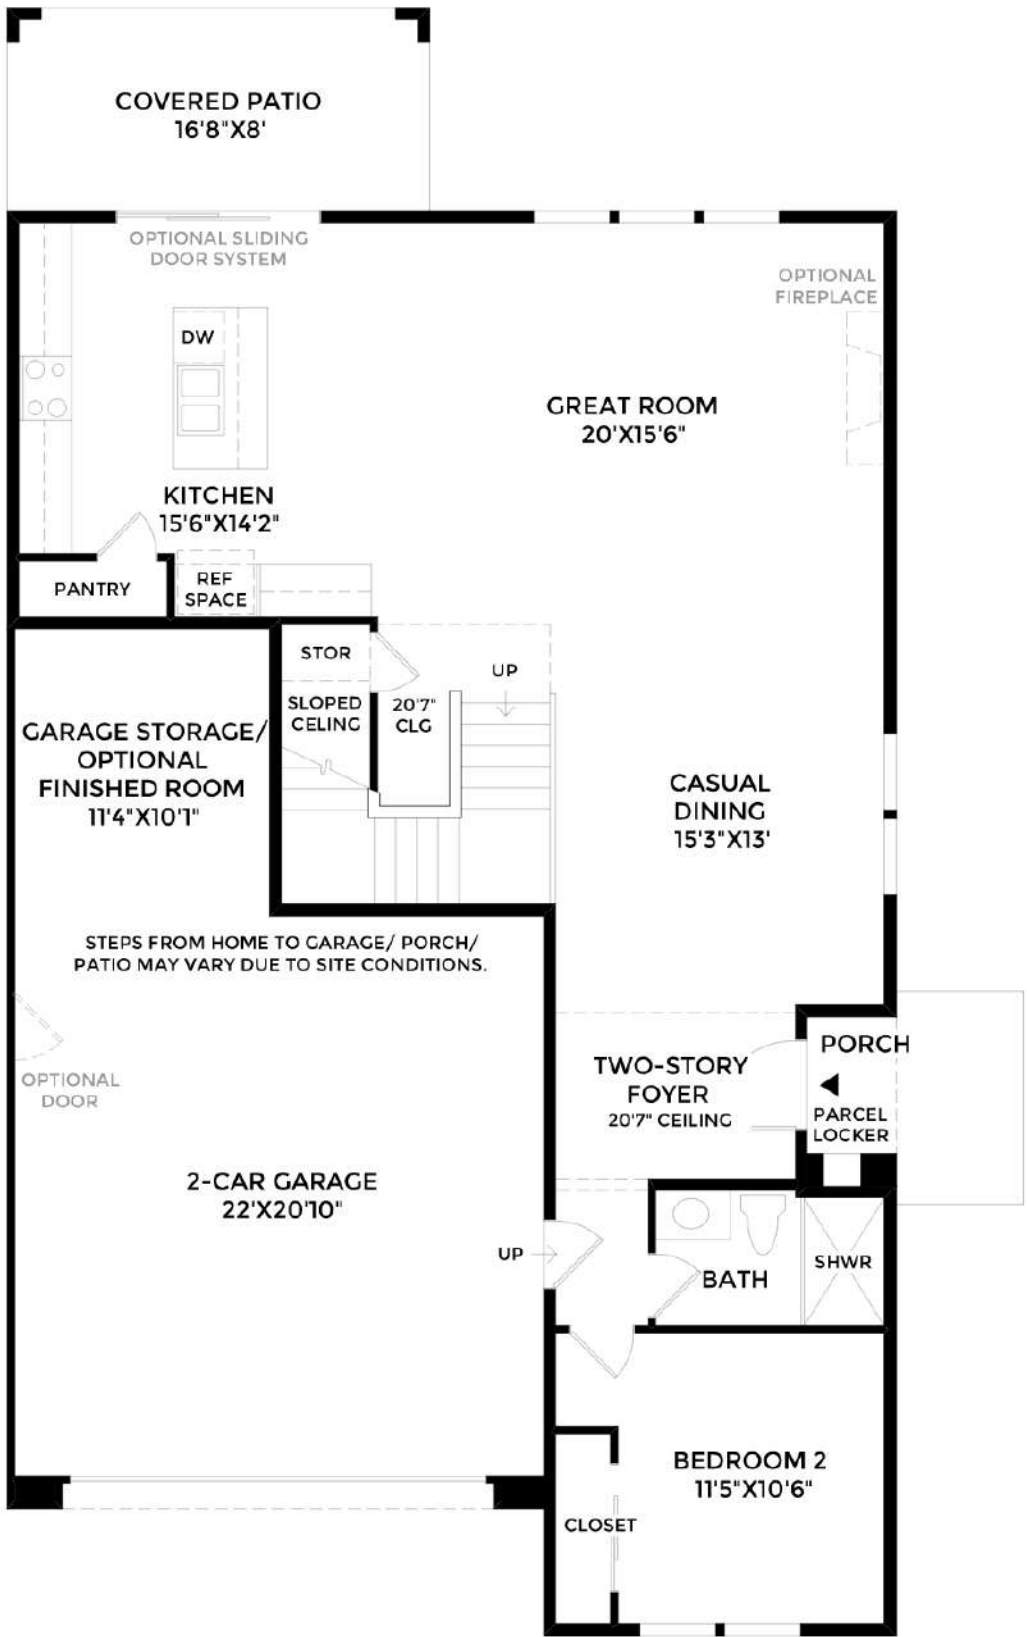 COVERED PATIO
16'8"X8'
OPTIONAL SLIDING
DOOR SYSTEM
OPTIONAL
FIREPLACE
DW
GREAT ROOM
20'X15'6"
KITCHEN
15'6"X14'2"
PANTRY
REF
SPACE
STOR
UP
SLOPED
CELING
20'7"
CLG
GARAGE STORAGE/
OPTIONAL
FINISHED ROOM
11'4"X10'1"
CASUAL
DINING
15'3"X13'
STEPS FROM HOME TO GARAGE/ PORCH/
PATIO MAY VARY DUE TO SITE CONDITIONS.
OPTIONAL
DOOR
TWO-STORY
FOYER
20'7" CEILING
PORCH
PARCEL
LOCKER
2-CAR GARAGE
22'X20'10"
UP
BATH
SHWR
BEDROOM 2
11'5"X10'6"
CLOSET